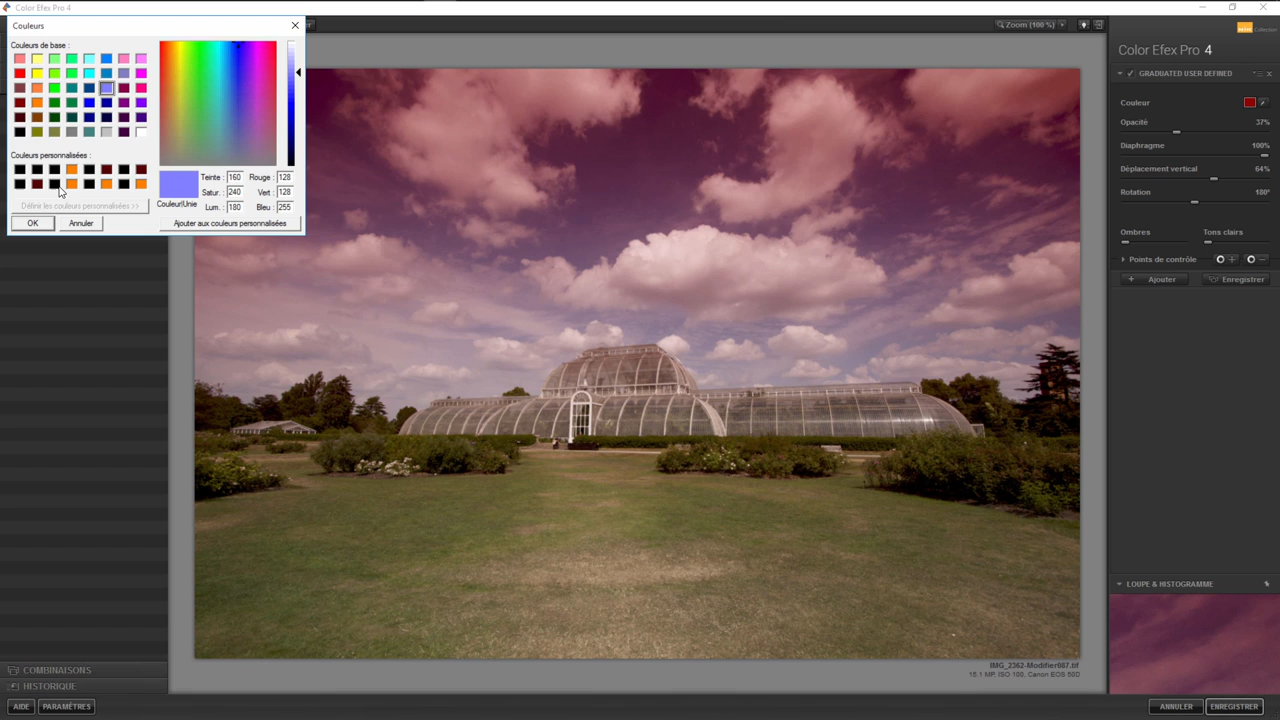 Color Efex Pro 4
Couleurs
Couleurs de base :
Couleurs personnalisées :
Définir les couleurs personnalisées >>
OK
Annuler
Couleur|Unie
Teinte : 160
Satur. : 240
Lum. : 180
Rouge : 128
Vert : 128
Bleu : 255
Ajouter aux couleurs personnalisées
Zoom (100 %)
Collection
Color Efex Pro 4
GRADUATED USER DEFINED
Couleur
Opacité 37%
Diaphragme 100%
Déplacement vertical 64%
Rotation 180°
Ombres Tons clairs
Points de contrôle
Ajouter Enregistrer
LOUPE & HISTOGRAMME
IMG_2362-Modifier087.tif
15.1 MP, ISO 100, Canon EOS 50D
COMBINAISONS
HISTORIQUE
AIDE PARAMÈTRES
ANNULER ENREGISTRER